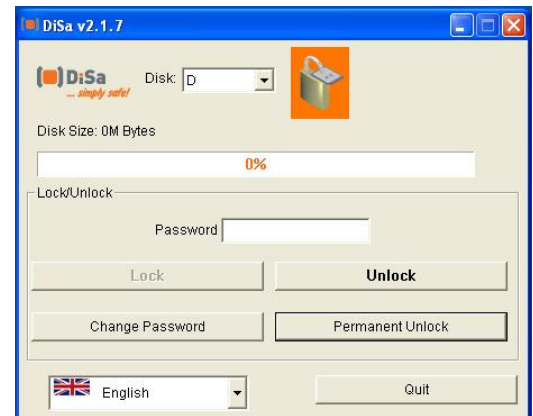 DiSa v2.1.7
DiSa
... simply safe!
Disk: D
Disk Size: 0M Bytes
0%
Lock/Unlock
Password
Lock Unlock
Change Password Permanent Unlock
English Quit